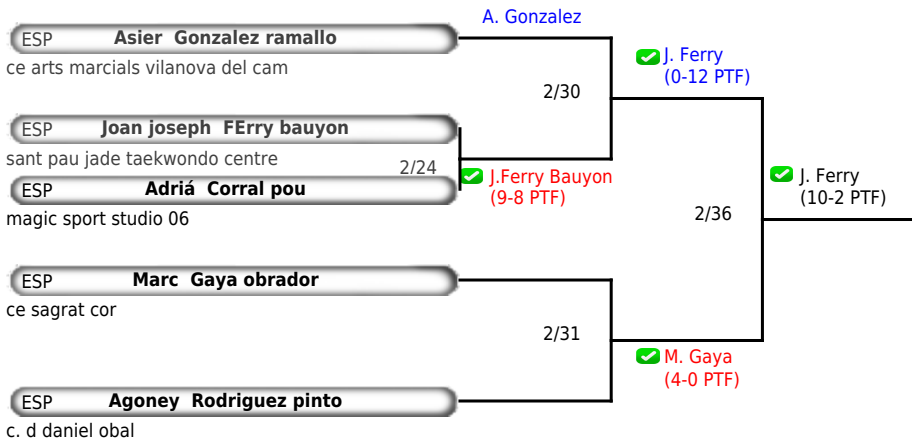 A. Gonzalez
ESP Asier Gonzalez ramallo
ce arts marcials vilanova del cam
J. Ferry
(0-12 PTF)
2/30
ESP Joan joseph FErry bauyon
sant pau jade taekwondo centre
2/24
J.Ferry Bauyon
(9-8 PTF)
ESP Adriá Corral pou
magic sport studio 06
J. Ferry
(10-2 PTF)
2/36
ESP Marc Gaya obrador
ce sagrat cor
2/31
M. Gaya
(4-0 PTF)
ESP Agoney Rodriguez pinto
c. d daniel obal